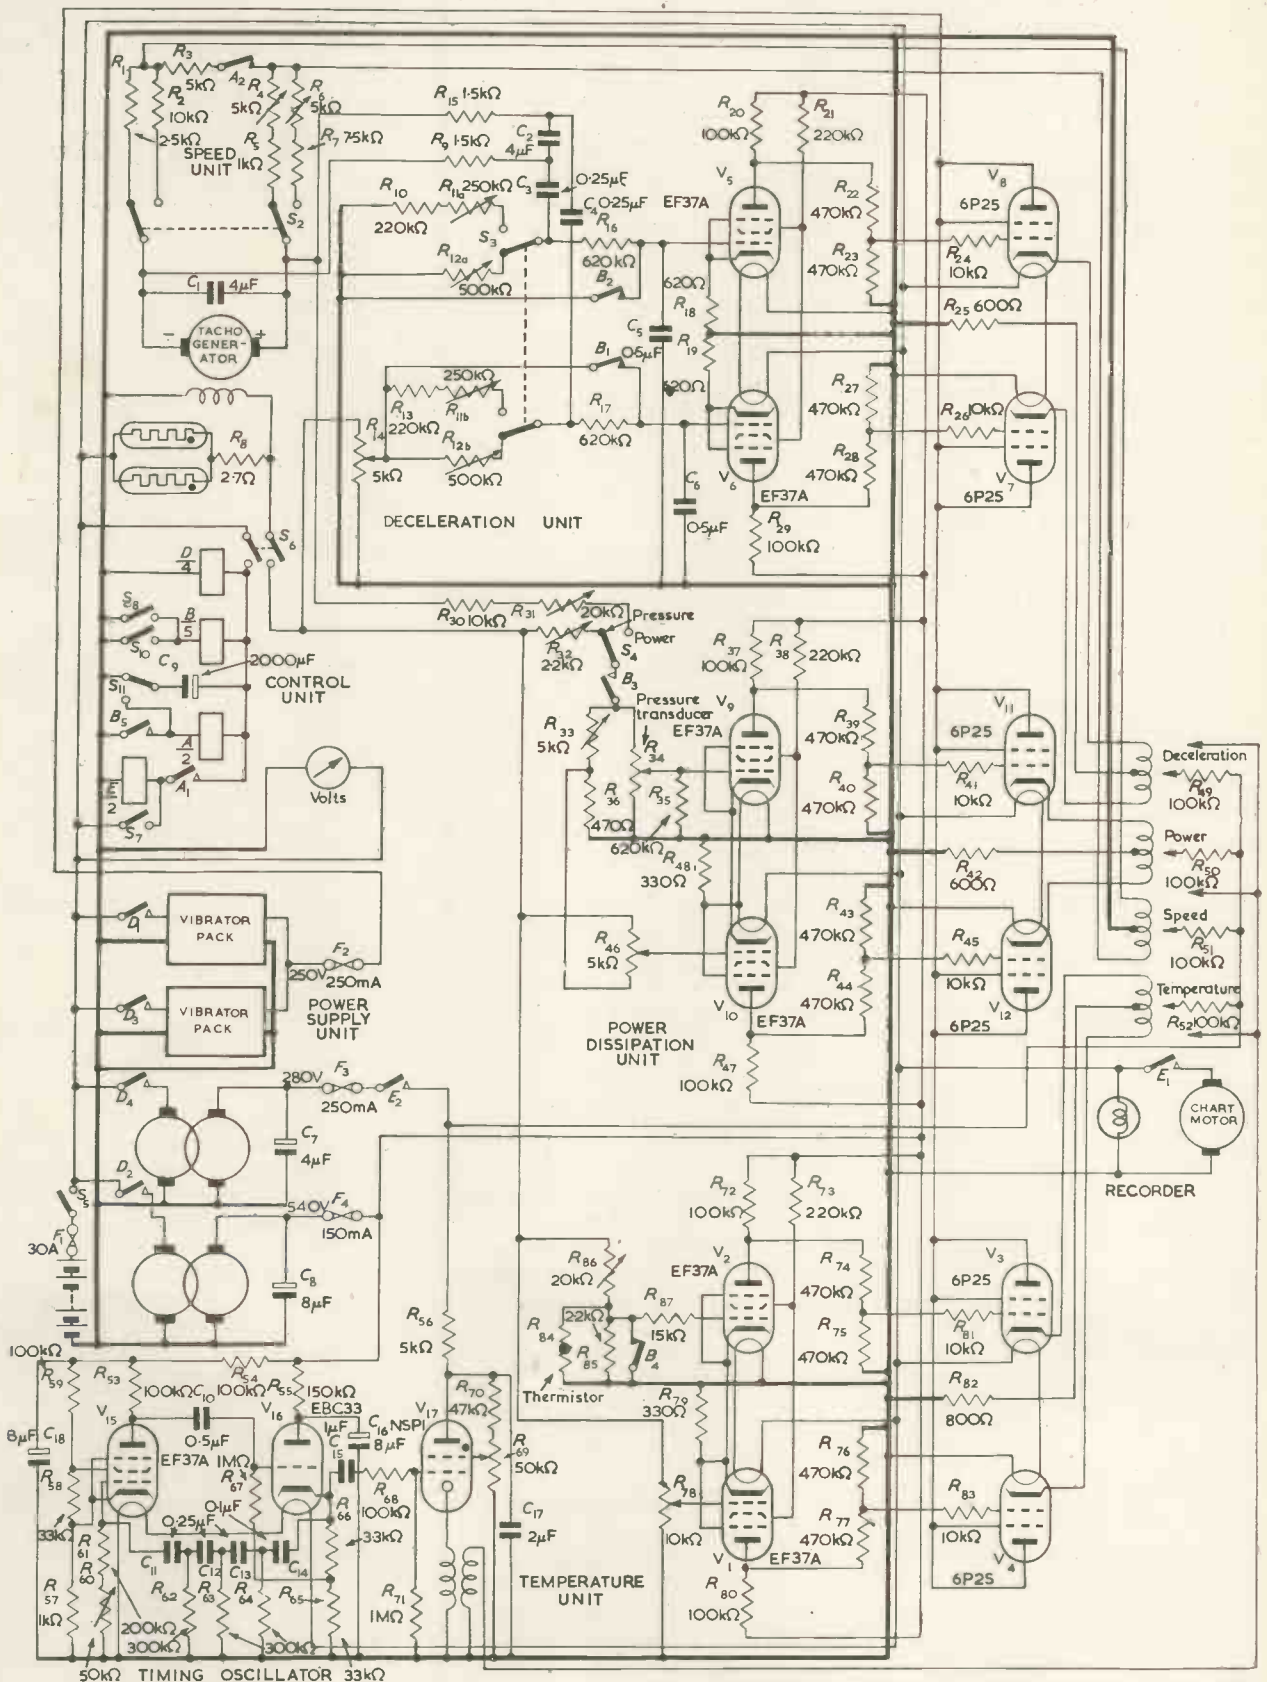 R1
R3
5kΩ
A2
R2
10kΩ
2·5kΩ
R4
5kΩ
R6
5kΩ
R5
1kΩ
R7 7·5kΩ
SPEED
UNIT
S2
C1
4μF
−
TACHO
GENER-
ATOR
+
R8
2·7Ω
R15 1·5kΩ
R9 1·5kΩ
C2
4μF
C3
0·25μF
C4 0·25μF
R10
220kΩ
R11a
250kΩ
S3
R12a
500kΩ
R16
620kΩ
B2
C5
0·5μF
B1
250kΩ
R13
220kΩ
R11b
R14
5kΩ
R12b
500kΩ
R17
620kΩ
C6
0·5μF
DECELERATION UNIT
R20
100kΩ
R21
220kΩ
V5
EF37A
620Ω
R18
R19
620Ω
V6
EF37A
R29
100kΩ
R22
470kΩ
R23
470kΩ
R27
470kΩ
R28
470kΩ
V8
6P25
R24
10kΩ
R25 600Ω
R26 10kΩ
V7
6P25
S6
D/4
S8
B/5
S10
C9
2000μF
S11
CONTROL
UNIT
B5
A/2
E/2
A1
S7
Volts
R30 10kΩ
R31
20kΩ
R32
2·2kΩ
Pressure
Power
S4
B3
Pressure
transducer
R33
5kΩ
R34
R36
470Ω
R35
620kΩ
R46
5kΩ
POWER
DISSIPATION
UNIT
R37
100kΩ
R38
220kΩ
V9
EF37A
R48
330Ω
V10
EF37A
R47
100kΩ
R39
470kΩ
R40
470kΩ
R43
470kΩ
R44
470kΩ
V11
6P25
R41
10kΩ
R42
600Ω
R45
10kΩ
V12
6P25
Deceleration
R49
100kΩ
Power
R50
100kΩ
Speed
R51
100kΩ
Temperature
R52 100kΩ
E1
CHART
MOTOR
RECORDER
D1
VIBRATOR
PACK
F2
250V
250mA
D3
VIBRATOR
PACK
POWER
SUPPLY
UNIT
D4
280V
F3
250mA
E2
C7
4μF
D2
540V
F4
150mA
S5
F1
30A
C8
8μF
R72
100kΩ
R73
220kΩ
R86
20kΩ
2·2kΩ
R84
R85
Thermistor
R87
15kΩ
B4
V2
EF37A
R79
330Ω
R78
10kΩ
V1
EF37A
R80
100kΩ
R74
470kΩ
R75
470kΩ
R76
470kΩ
R77
470kΩ
V3
6P25
R81
10kΩ
R82
800Ω
R83
10kΩ
V4
6P25
TEMPERATURE
UNIT
R56
5kΩ
100kΩ
R59
R53
100kΩ
C10
0·5μF
R54
100kΩ
R55
150kΩ
EBC33
V15
EF37A
V16
1MΩ
R67
1μF
C15
C16
8μF
NSP1
V17
R70
47kΩ
R69
50kΩ
C17
2μF
8μF
C18
R58
33kΩ
R61
R60
R57
1kΩ
0·25μF
0·1μF
C11
C12
C13
C14
R66
3·3kΩ
R68
100kΩ
R62
R63
R64
R65
R71
1MΩ
200kΩ
300kΩ
300kΩ
50kΩ
TIMING OSCILLATOR
33kΩ